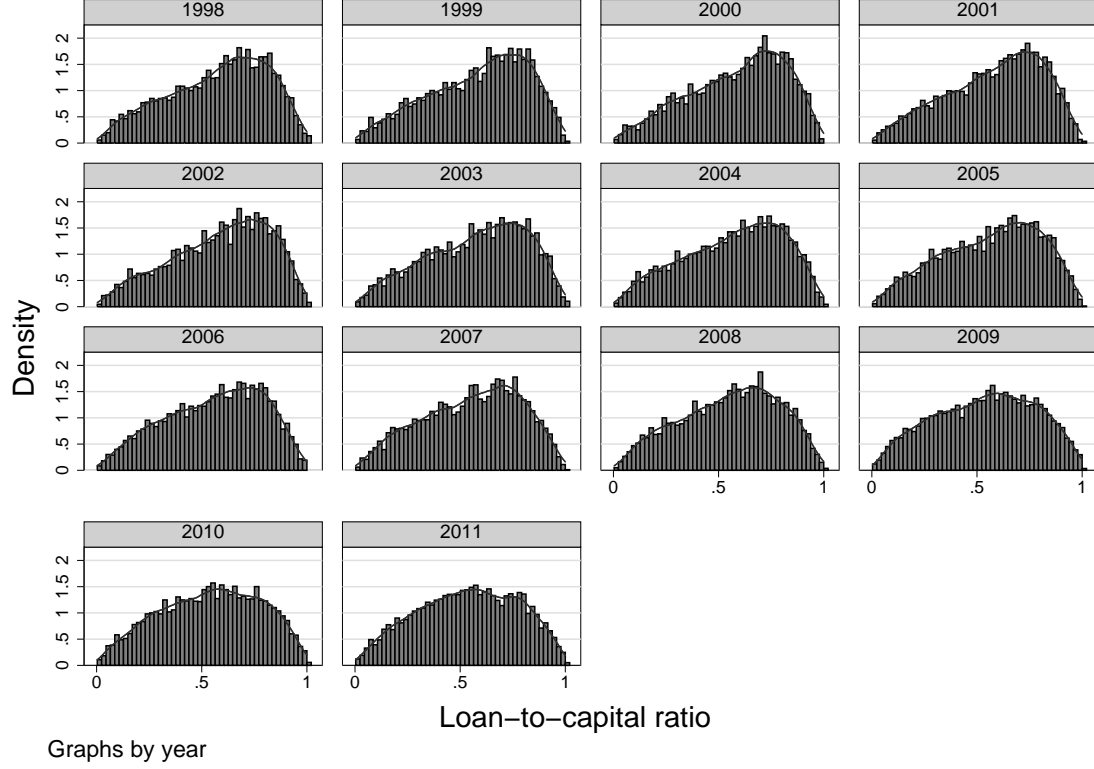 1998 1999 2000 2001
0 .5 1 1.5 2
2002 2003 2004 2005
0 .5 1 1.5 2
2006 2007 2008 2009
0 .5 1 1.5 2
0 .5 1 0 .5 1
2010 2011
0 .5 1 1.5 2
0 .5 1 0 .5 1
Density
Loan−to−capital ratio
Graphs by year